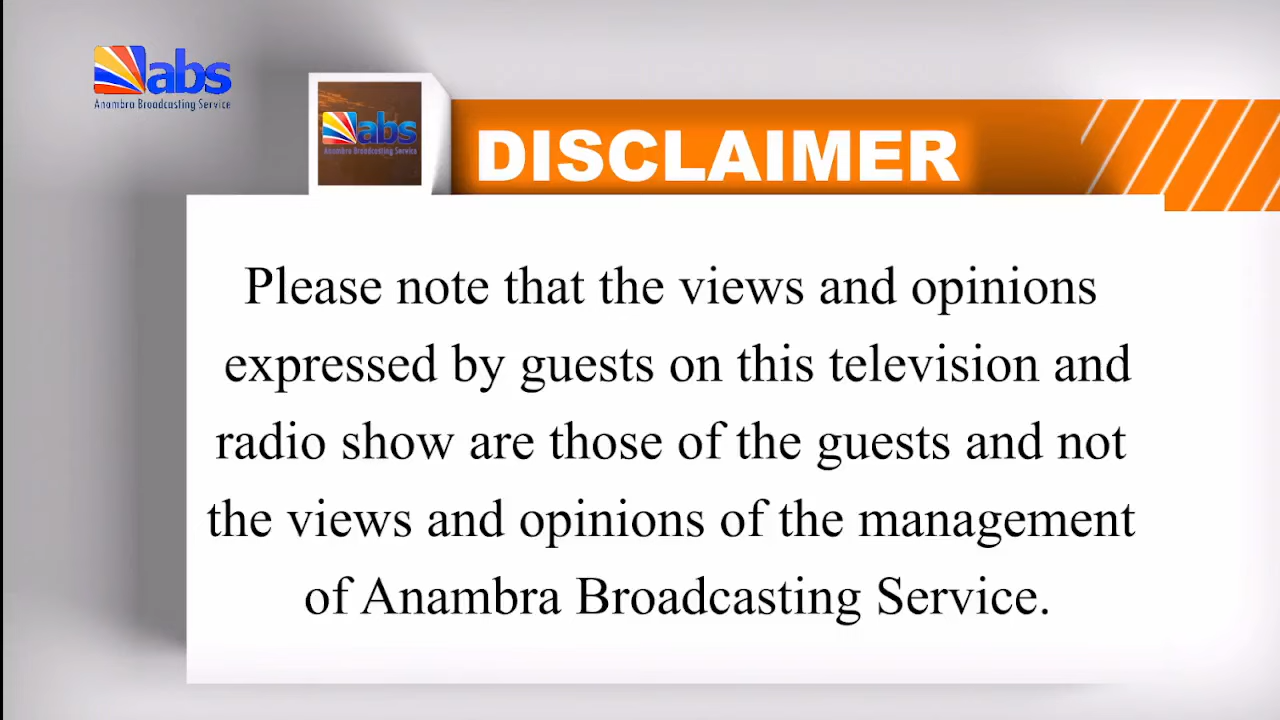 abs
Anambra Broadcasting Service
abs
Anambra Broadcasting Service
DISCLAIMER
Please note that the views and opinions
expressed by guests on this television and
radio show are those of the guests and not
the views and opinions of the management
of Anambra Broadcasting Service.